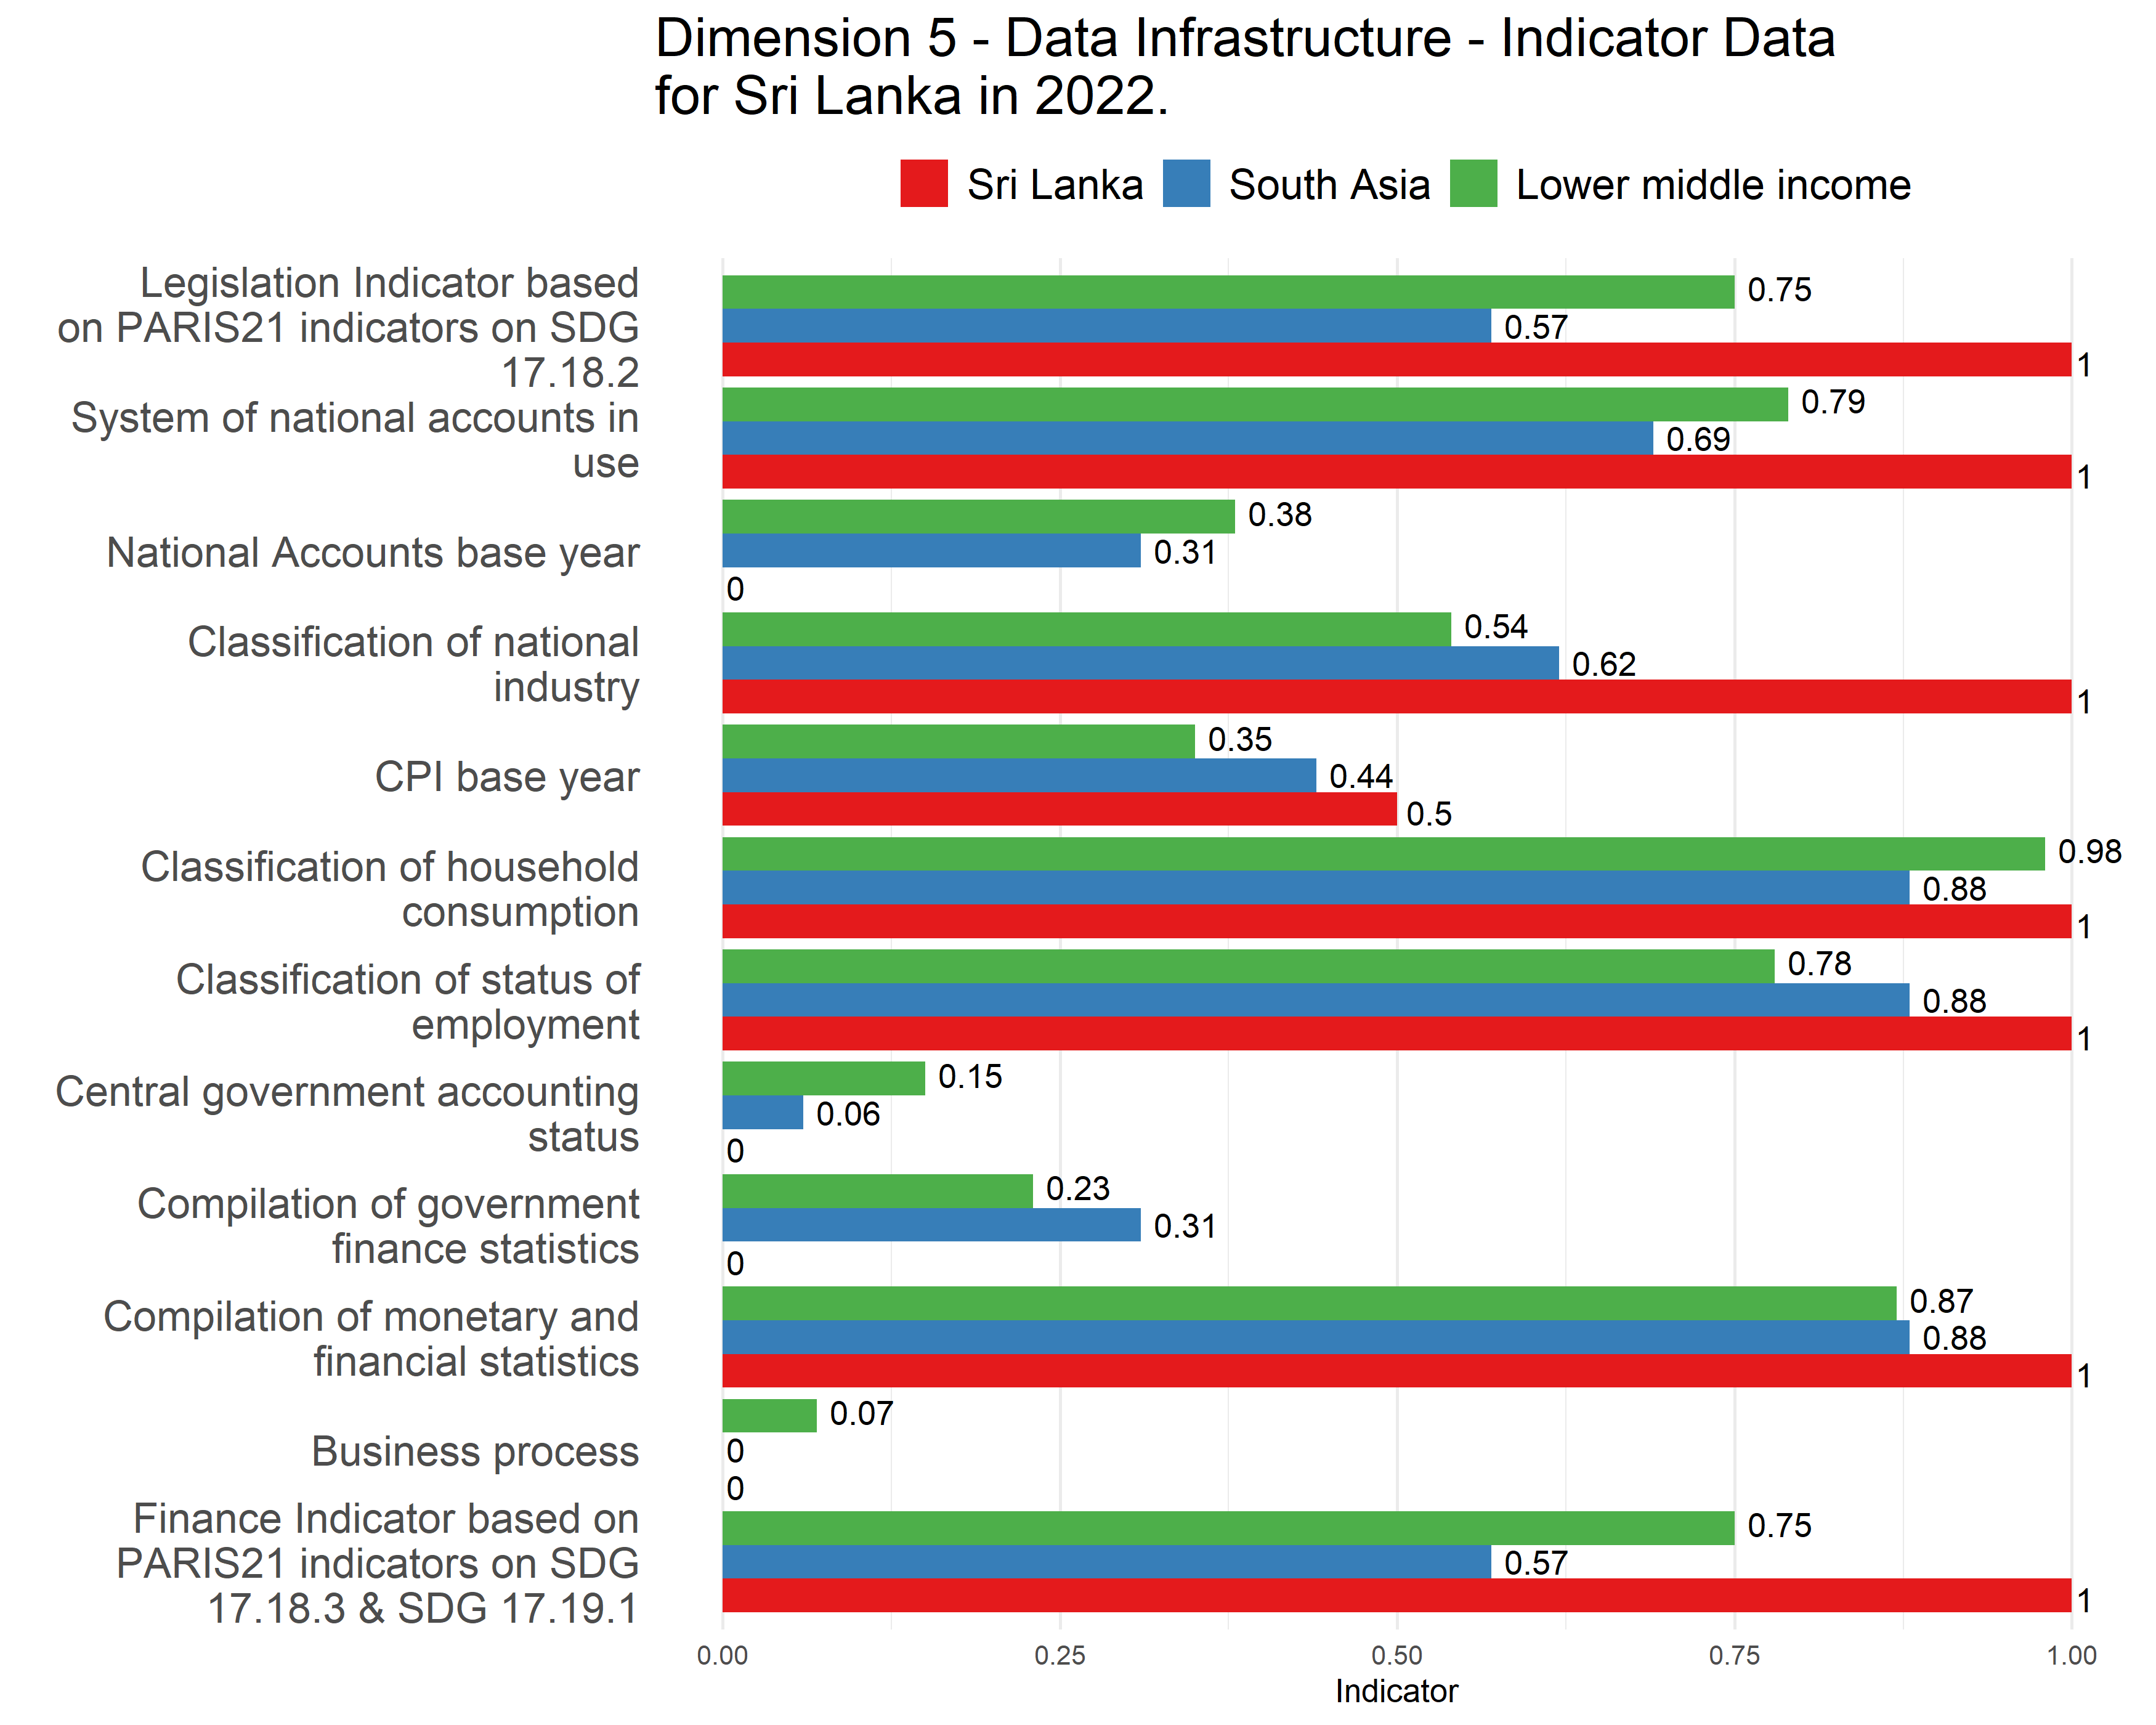 Dimension 5 - Data Infrastructure - Indicator Data
for Sri Lanka in 2022.
Sri Lanka South Asia Lower middle income
Legislation Indicator based
on PARIS21 indicators on SDG
17.18.2
0.75
0.57
1
System of national accounts in
use
0.79
0.69
1
National Accounts base year
0.38
0.31
0
Classification of national
industry
0.54
0.62
1
CPI base year
0.35
0.44
0.5
Classification of household
consumption
0.98
0.88
1
Classification of status of
employment
0.78
0.88
1
Central government accounting
status
0.15
0.06
0
Compilation of government
finance statistics
0.23
0.31
0
Compilation of monetary and
financial statistics
0.87
0.88
1
Business process
0.07
0
0
Finance Indicator based on
PARIS21 indicators on SDG
17.18.3 & SDG 17.19.1
0.75
0.57
1
0.00 0.25 0.50 0.75 1.00
Indicator